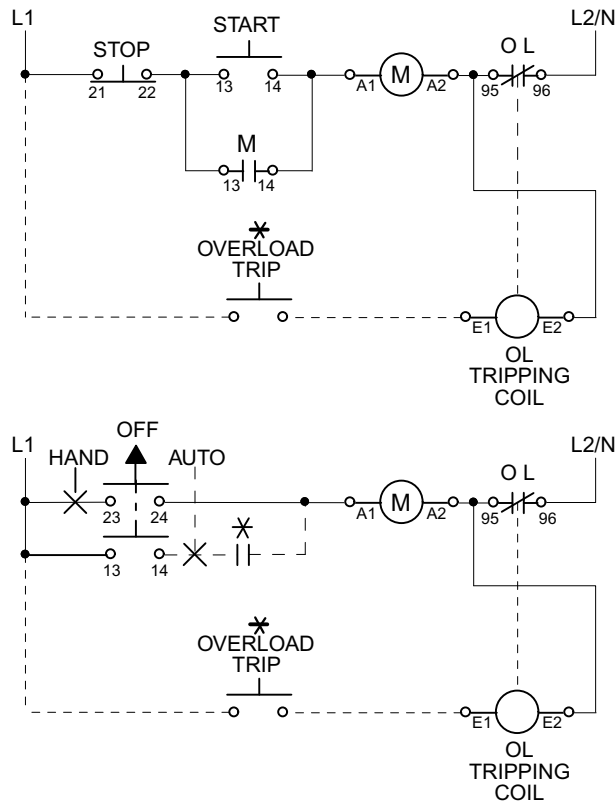 L1
L2/N
STOP
START
O L
21
22
13
14
A1
M
A2
95
96
M
13
14
OVERLOAD
TRIP
E1
E2
OL
TRIPPING
COIL
L1
OFF
L2/N
HAND
AUTO
O L
23
24
A1
M
A2
95
96
13
14
OVERLOAD
TRIP
E1
E2
OL
TRIPPING
COIL